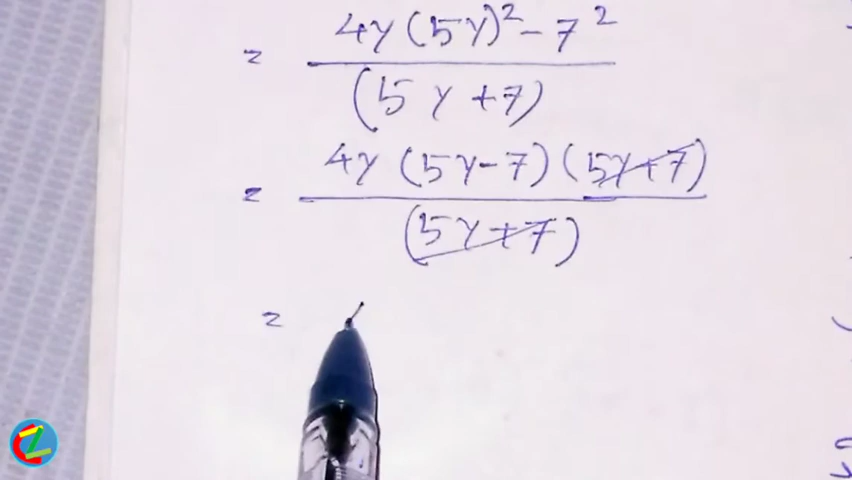 = 4y (5y)² - 7² / (5y + 7)
= 4y (5y - 7) (5y + 7) / (5y + 7)
=